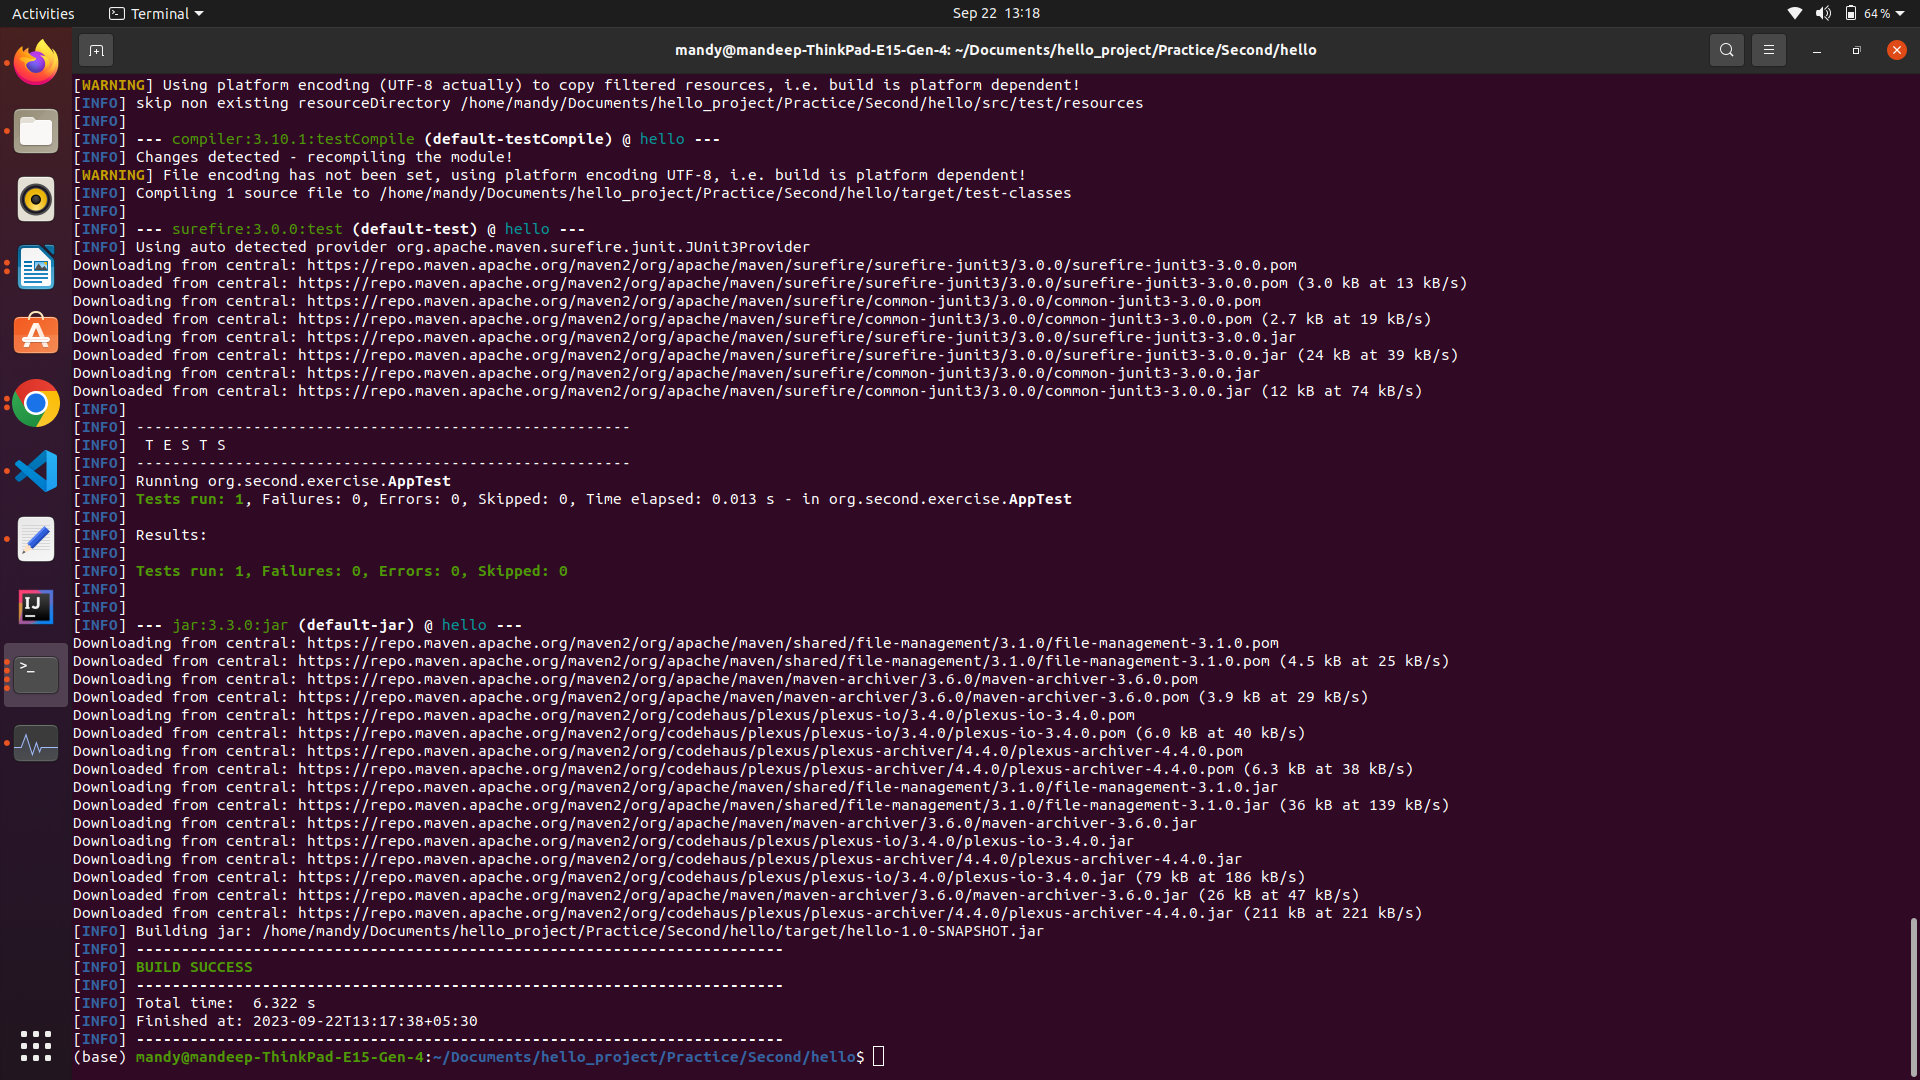 Activities
Terminal
Sep 22 13:18
64 %
mandy@mandeep-ThinkPad-E15-Gen-4: ~/Documents/hello_project/Practice/Second/hello
[WARNING] Using platform encoding (UTF-8 actually) to copy filtered resources, i.e. build is platform dependent!
[INFO] skip non existing resourceDirectory /home/mandy/Documents/hello_project/Practice/Second/hello/src/test/resources
[INFO]
[INFO] --- compiler:3.10.1:testCompile (default-testCompile) @ hello ---
[INFO] Changes detected - recompiling the module!
[WARNING] File encoding has not been set, using platform encoding UTF-8, i.e. build is platform dependent!
[INFO] Compiling 1 source file to /home/mandy/Documents/hello_project/Practice/Second/hello/target/test-classes
[INFO]
[INFO] --- surefire:3.0.0:test (default-test) @ hello ---
[INFO] Using auto detected provider org.apache.maven.surefire.junit.JUnit3Provider
Downloading from central: https://repo.maven.apache.org/maven2/org/apache/maven/surefire/surefire-junit3/3.0.0/surefire-junit3-3.0.0.pom
Downloaded from central: https://repo.maven.apache.org/maven2/org/apache/maven/surefire/surefire-junit3/3.0.0/surefire-junit3-3.0.0.pom (3.0 kB at 13 kB/s)
Downloading from central: https://repo.maven.apache.org/maven2/org/apache/maven/surefire/common-junit3/3.0.0/common-junit3-3.0.0.pom
Downloaded from central: https://repo.maven.apache.org/maven2/org/apache/maven/surefire/common-junit3/3.0.0/common-junit3-3.0.0.pom (2.7 kB at 19 kB/s)
Downloading from central: https://repo.maven.apache.org/maven2/org/apache/maven/surefire/surefire-junit3/3.0.0/surefire-junit3-3.0.0.jar
Downloaded from central: https://repo.maven.apache.org/maven2/org/apache/maven/surefire/surefire-junit3/3.0.0/surefire-junit3-3.0.0.jar (24 kB at 39 kB/s)
Downloading from central: https://repo.maven.apache.org/maven2/org/apache/maven/surefire/common-junit3/3.0.0/common-junit3-3.0.0.jar
Downloaded from central: https://repo.maven.apache.org/maven2/org/apache/maven/surefire/common-junit3/3.0.0/common-junit3-3.0.0.jar (12 kB at 74 kB/s)
[INFO]
[INFO] -------------------------------------------------------
[INFO]  T E S T S
[INFO] -------------------------------------------------------
[INFO] Running org.second.exercise.AppTest
[INFO] Tests run: 1, Failures: 0, Errors: 0, Skipped: 0, Time elapsed: 0.013 s - in org.second.exercise.AppTest
[INFO]
[INFO] Results:
[INFO]
[INFO] Tests run: 1, Failures: 0, Errors: 0, Skipped: 0
[INFO]
[INFO]
[INFO] --- jar:3.3.0:jar (default-jar) @ hello ---
Downloading from central: https://repo.maven.apache.org/maven2/org/apache/maven/shared/file-management/3.1.0/file-management-3.1.0.pom
Downloaded from central: https://repo.maven.apache.org/maven2/org/apache/maven/shared/file-management/3.1.0/file-management-3.1.0.pom (4.5 kB at 25 kB/s)
Downloading from central: https://repo.maven.apache.org/maven2/org/apache/maven/maven-archiver/3.6.0/maven-archiver-3.6.0.pom
Downloaded from central: https://repo.maven.apache.org/maven2/org/apache/maven/maven-archiver/3.6.0/maven-archiver-3.6.0.pom (3.9 kB at 29 kB/s)
Downloading from central: https://repo.maven.apache.org/maven2/org/codehaus/plexus/plexus-io/3.4.0/plexus-io-3.4.0.pom
Downloaded from central: https://repo.maven.apache.org/maven2/org/codehaus/plexus/plexus-io/3.4.0/plexus-io-3.4.0.pom (6.0 kB at 40 kB/s)
Downloading from central: https://repo.maven.apache.org/maven2/org/codehaus/plexus/plexus-archiver/4.4.0/plexus-archiver-4.4.0.pom
Downloaded from central: https://repo.maven.apache.org/maven2/org/codehaus/plexus/plexus-archiver/4.4.0/plexus-archiver-4.4.0.pom (6.3 kB at 38 kB/s)
Downloading from central: https://repo.maven.apache.org/maven2/org/apache/maven/shared/file-management/3.1.0/file-management-3.1.0.jar
Downloaded from central: https://repo.maven.apache.org/maven2/org/apache/maven/shared/file-management/3.1.0/file-management-3.1.0.jar (36 kB at 139 kB/s)
Downloading from central: https://repo.maven.apache.org/maven2/org/apache/maven/maven-archiver/3.6.0/maven-archiver-3.6.0.jar
Downloading from central: https://repo.maven.apache.org/maven2/org/codehaus/plexus/plexus-io/3.4.0/plexus-io-3.4.0.jar
Downloading from central: https://repo.maven.apache.org/maven2/org/codehaus/plexus/plexus-archiver/4.4.0/plexus-archiver-4.4.0.jar
Downloaded from central: https://repo.maven.apache.org/maven2/org/codehaus/plexus/plexus-io/3.4.0/plexus-io-3.4.0.jar (79 kB at 186 kB/s)
Downloaded from central: https://repo.maven.apache.org/maven2/org/apache/maven/maven-archiver/3.6.0/maven-archiver-3.6.0.jar (26 kB at 47 kB/s)
Downloaded from central: https://repo.maven.apache.org/maven2/org/codehaus/plexus/plexus-archiver/4.4.0/plexus-archiver-4.4.0.jar (211 kB at 221 kB/s)
[INFO] Building jar: /home/mandy/Documents/hello_project/Practice/Second/hello/target/hello-1.0-SNAPSHOT.jar
[INFO] ------------------------------------------------------------------------
[INFO] BUILD SUCCESS
[INFO] ------------------------------------------------------------------------
[INFO] Total time:  6.322 s
[INFO] Finished at: 2023-09-22T13:17:38+05:30
[INFO] ------------------------------------------------------------------------
(base) mandy@mandeep-ThinkPad-E15-Gen-4:~/Documents/hello_project/Practice/Second/hello$